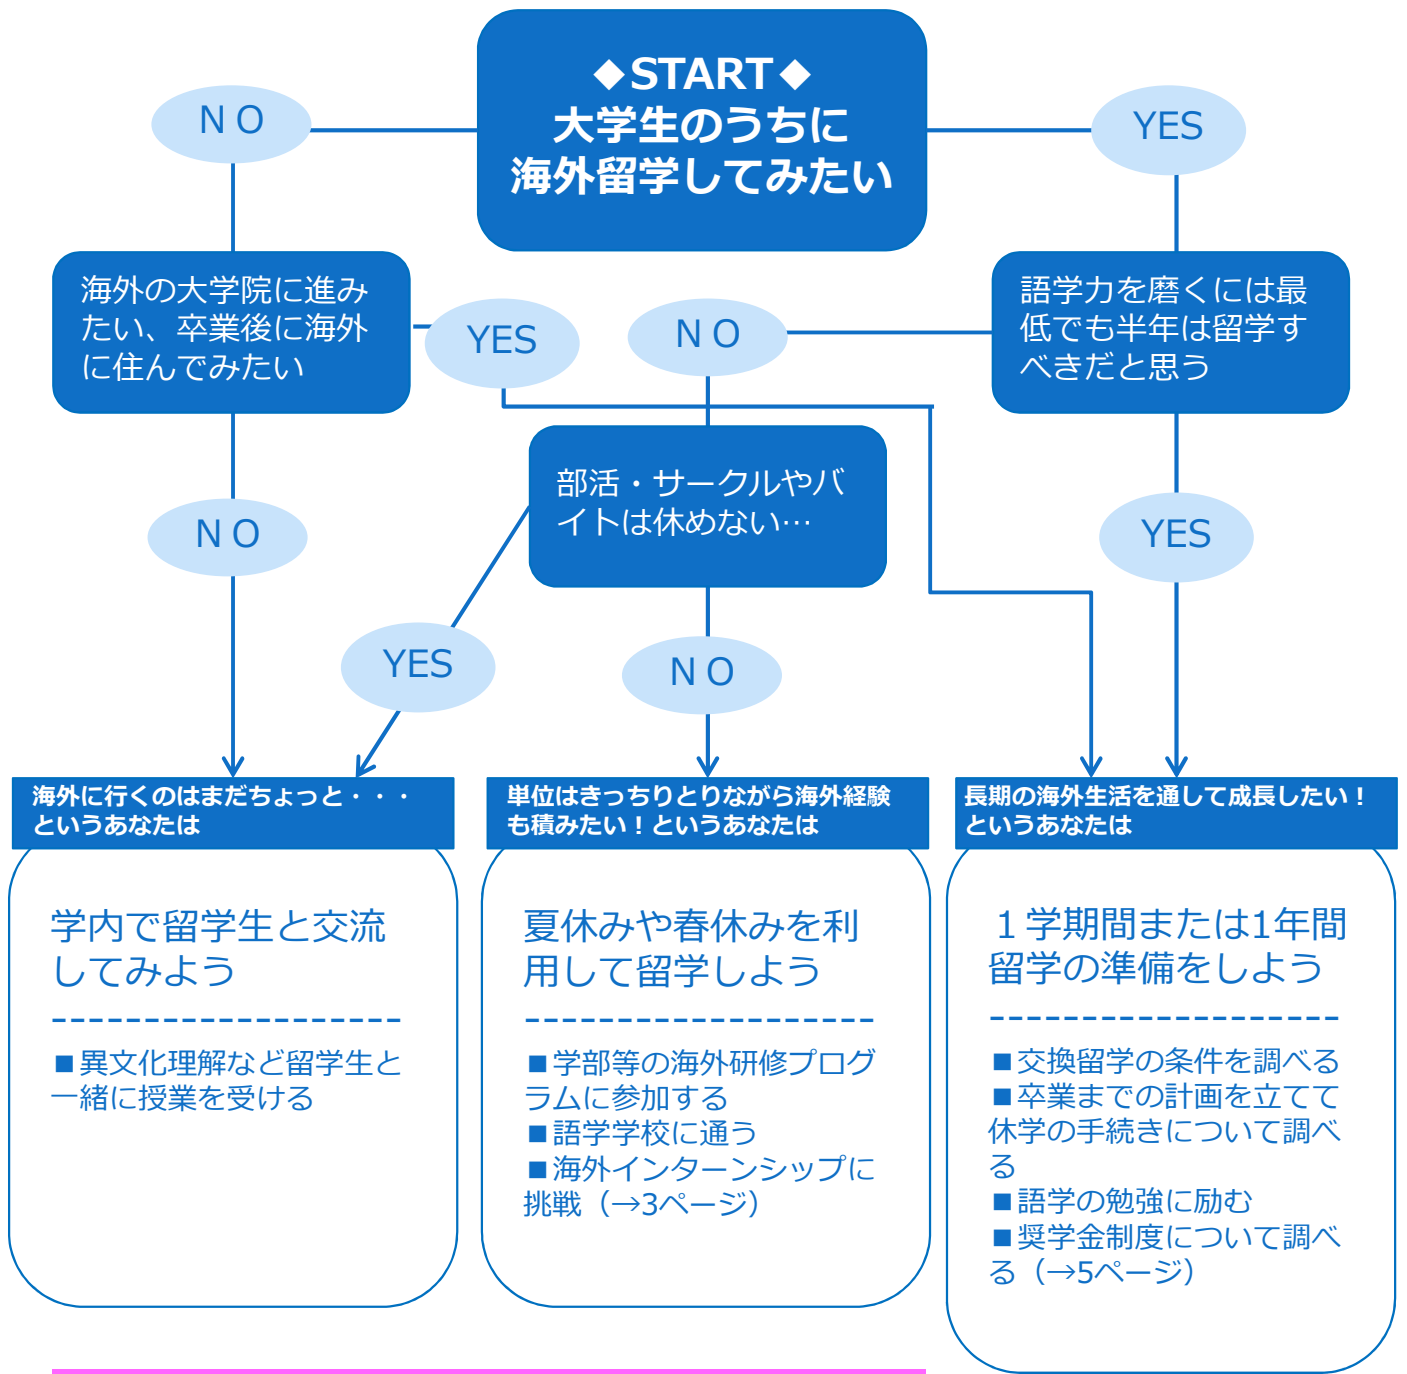 ◆START◆
大学生のうちに
海外留学してみたい
ＮＯ
YES
海外の大学院に進み
たい、卒業後に海外
に住んでみたい
YES
ＮＯ
語学力を磨くには最
低でも半年は留学す
べきだと思う
部活・サークルやバ
イトは休めない…
ＮＯ
YES
YES
ＮＯ
海外に行くのはまだちょっと・・・
というあなたは
学内で留学生と交流
してみよう
-------------------
■異文化理解など留学生と
一緒に授業を受ける
単位はきっちりとりながら海外経験
も積みたい！というあなたは
夏休みや春休みを利
用して留学しよう
-------------------
■学部等の海外研修プログ
ラムに参加する
■語学学校に通う
■海外インターンシップに
挑戦（→3ページ）
長期の海外生活を通して成長したい！
というあなたは
１学期間または1年間
留学の準備をしよう
-------------------
■交換留学の条件を調べる
■卒業までの計画を立てて
休学の手続きについて調べ
る
■語学の勉強に励む
■奨学金制度について調べ
る（→5ページ）